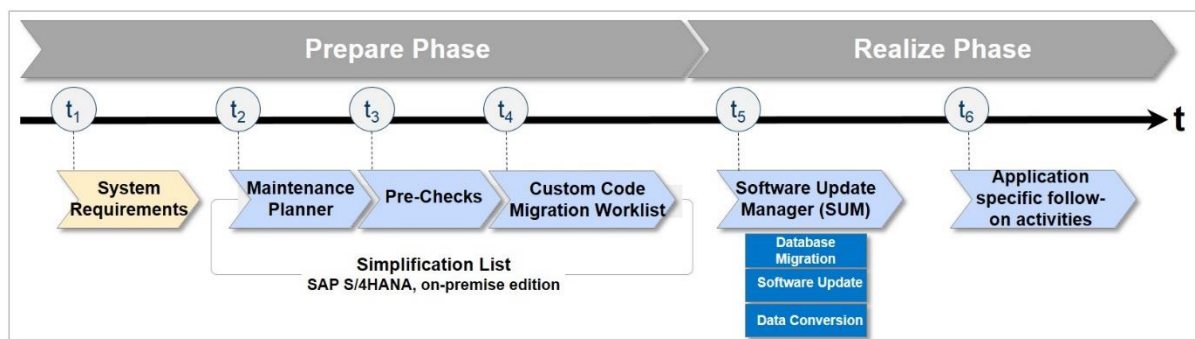 Prepare Phase
Realize Phase
t1
t2
t3
t4
t5
t6
t
System
Requirements
Maintenance
Planner
Pre-Checks
Custom Code
Migration Worklist
Software Update
Manager (SUM)
Application
specific follow-
on activities
Simplification List
SAP S/4HANA, on-premise edition
Database
Migration
Software Update
Data Conversion